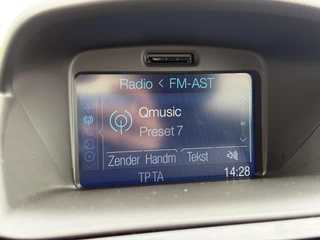 Radio < FM-AST
Qmusic
Preset 7
Zender Handm Tekst
TP TA 14:28